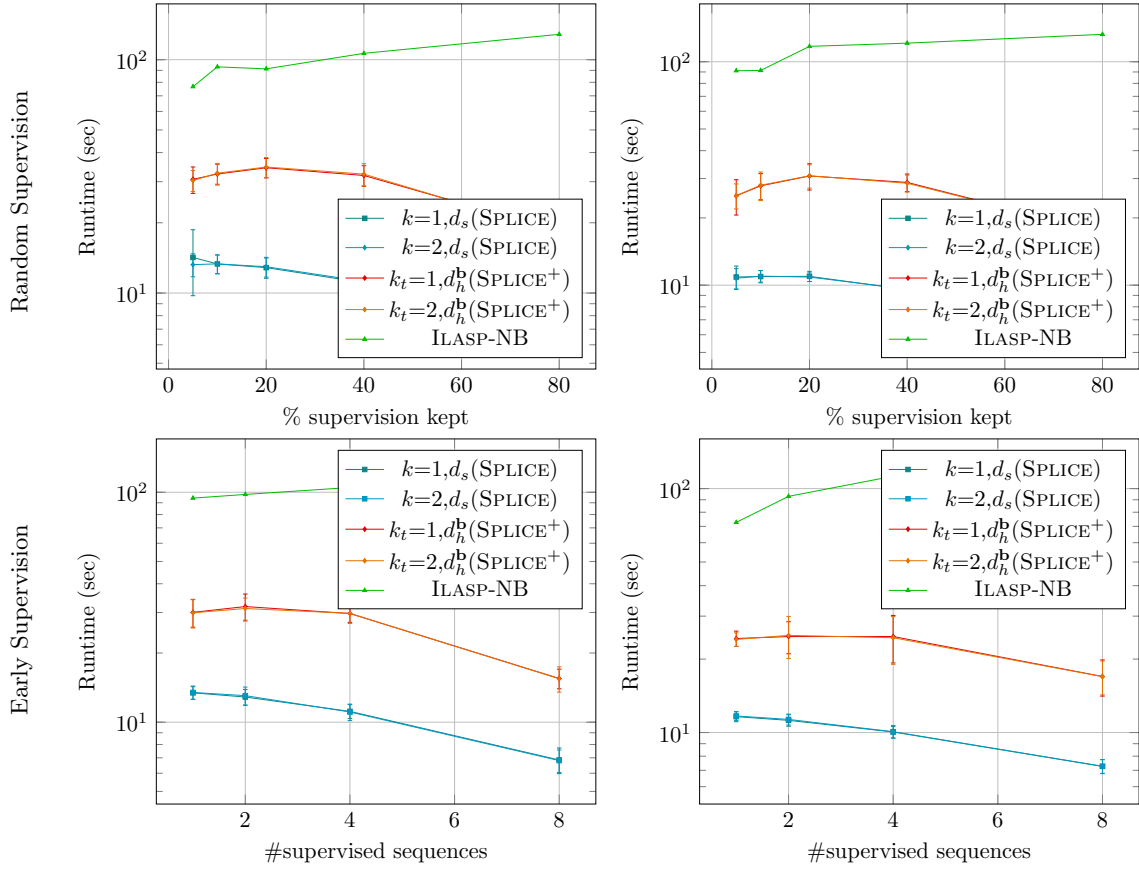 Random Supervision
Runtime (sec)
10^2
10^1
0
20
40
60
80
% supervision kept
k=1,d_s(SPLICE)
k=2,d_s(SPLICE)
k_t=1,d_h^b(SPLICE^+)
k_t=2,d_h^b(SPLICE^+)
ILASP-NB
Runtime (sec)
10^2
10^1
0
20
40
60
80
% supervision kept
k=1,d_s(SPLICE)
k=2,d_s(SPLICE)
k_t=1,d_h^b(SPLICE^+)
k_t=2,d_h^b(SPLICE^+)
ILASP-NB
Early Supervision
Runtime (sec)
10^2
10^1
2
4
6
8
#supervised sequences
k=1,d_s(SPLICE)
k=2,d_s(SPLICE)
k_t=1,d_h^b(SPLICE^+)
k_t=2,d_h^b(SPLICE^+)
ILASP-NB
Runtime (sec)
10^2
10^1
2
4
6
8
#supervised sequences
k=1,d_s(SPLICE)
k=2,d_s(SPLICE)
k_t=1,d_h^b(SPLICE^+)
k_t=2,d_h^b(SPLICE^+)
ILASP-NB